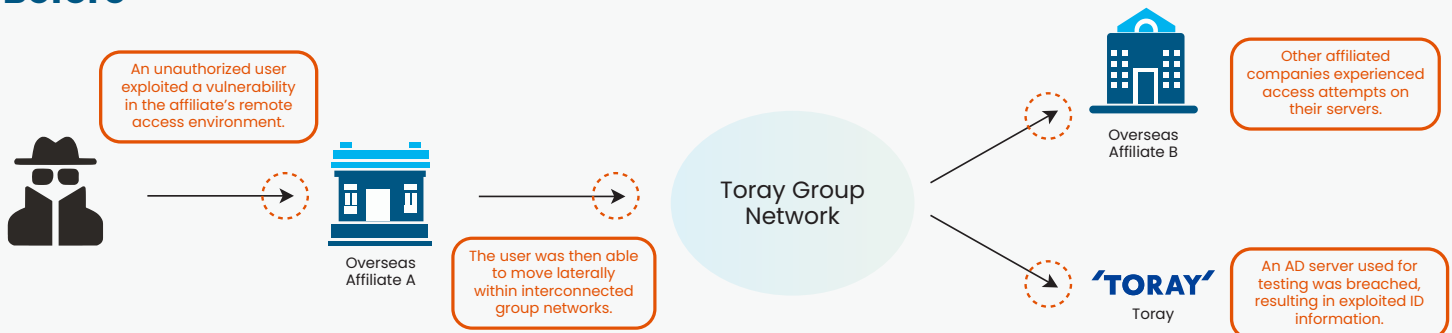 Before
An unauthorized user
exploited a vulnerability
in the affiliate's remote
access environment.
Overseas
Affiliate A
The user was then able
to move laterally
within interconnected
group networks.
Toray Group
Network
Overseas
Affiliate B
Other affiliated
companies experienced
access attempts on
their servers.
'TORAY'
Toray
An AD server used for
testing was breached,
resulting in exploited ID
information.